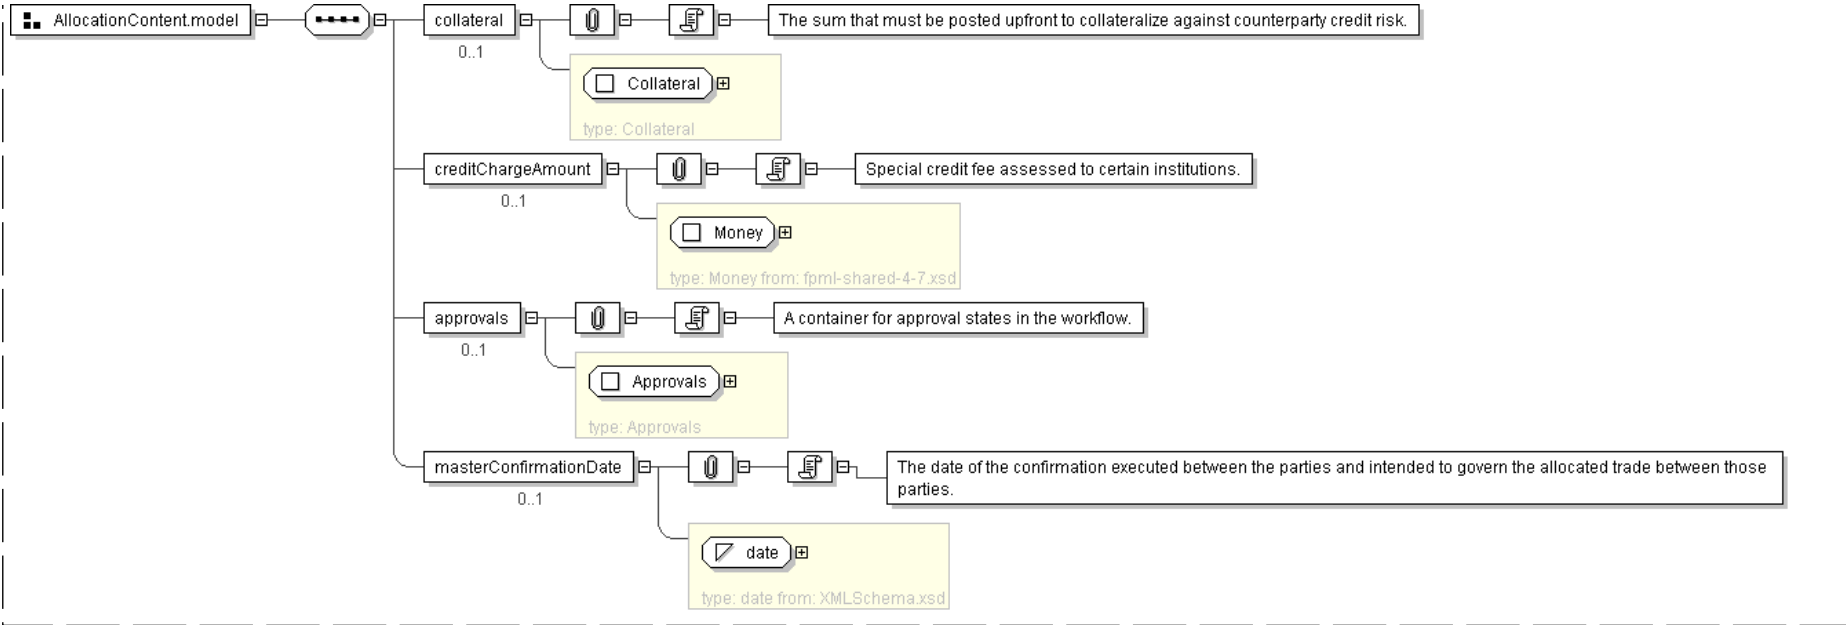 AllocationContent.model
collateral
The sum that must be posted upfront to collateralize against counterparty credit risk.
0..1
Collateral
type: Collateral
creditChargeAmount
Special credit fee assessed to certain institutions.
0..1
Money
type: Money from: fpml-shared-4-7.xsd
approvals
A container for approval states in the workflow.
0..1
Approvals
type: Approvals
masterConfirmationDate
The date of the confirmation executed between the parties and intended to govern the allocated trade between those
parties.
0..1
date
type: date from: XMLSchema.xsd